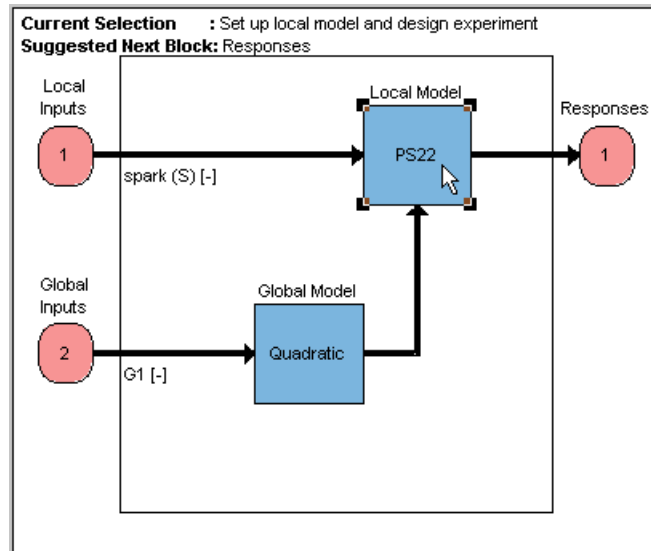 Current Selection : Set up local model and design experiment
Suggested Next Block: Responses
Local
Inputs
Local Model
Responses
1
PS22
1
spark (S) [-]
Global
Inputs
Global Model
2
Quadratic
G1 [-]